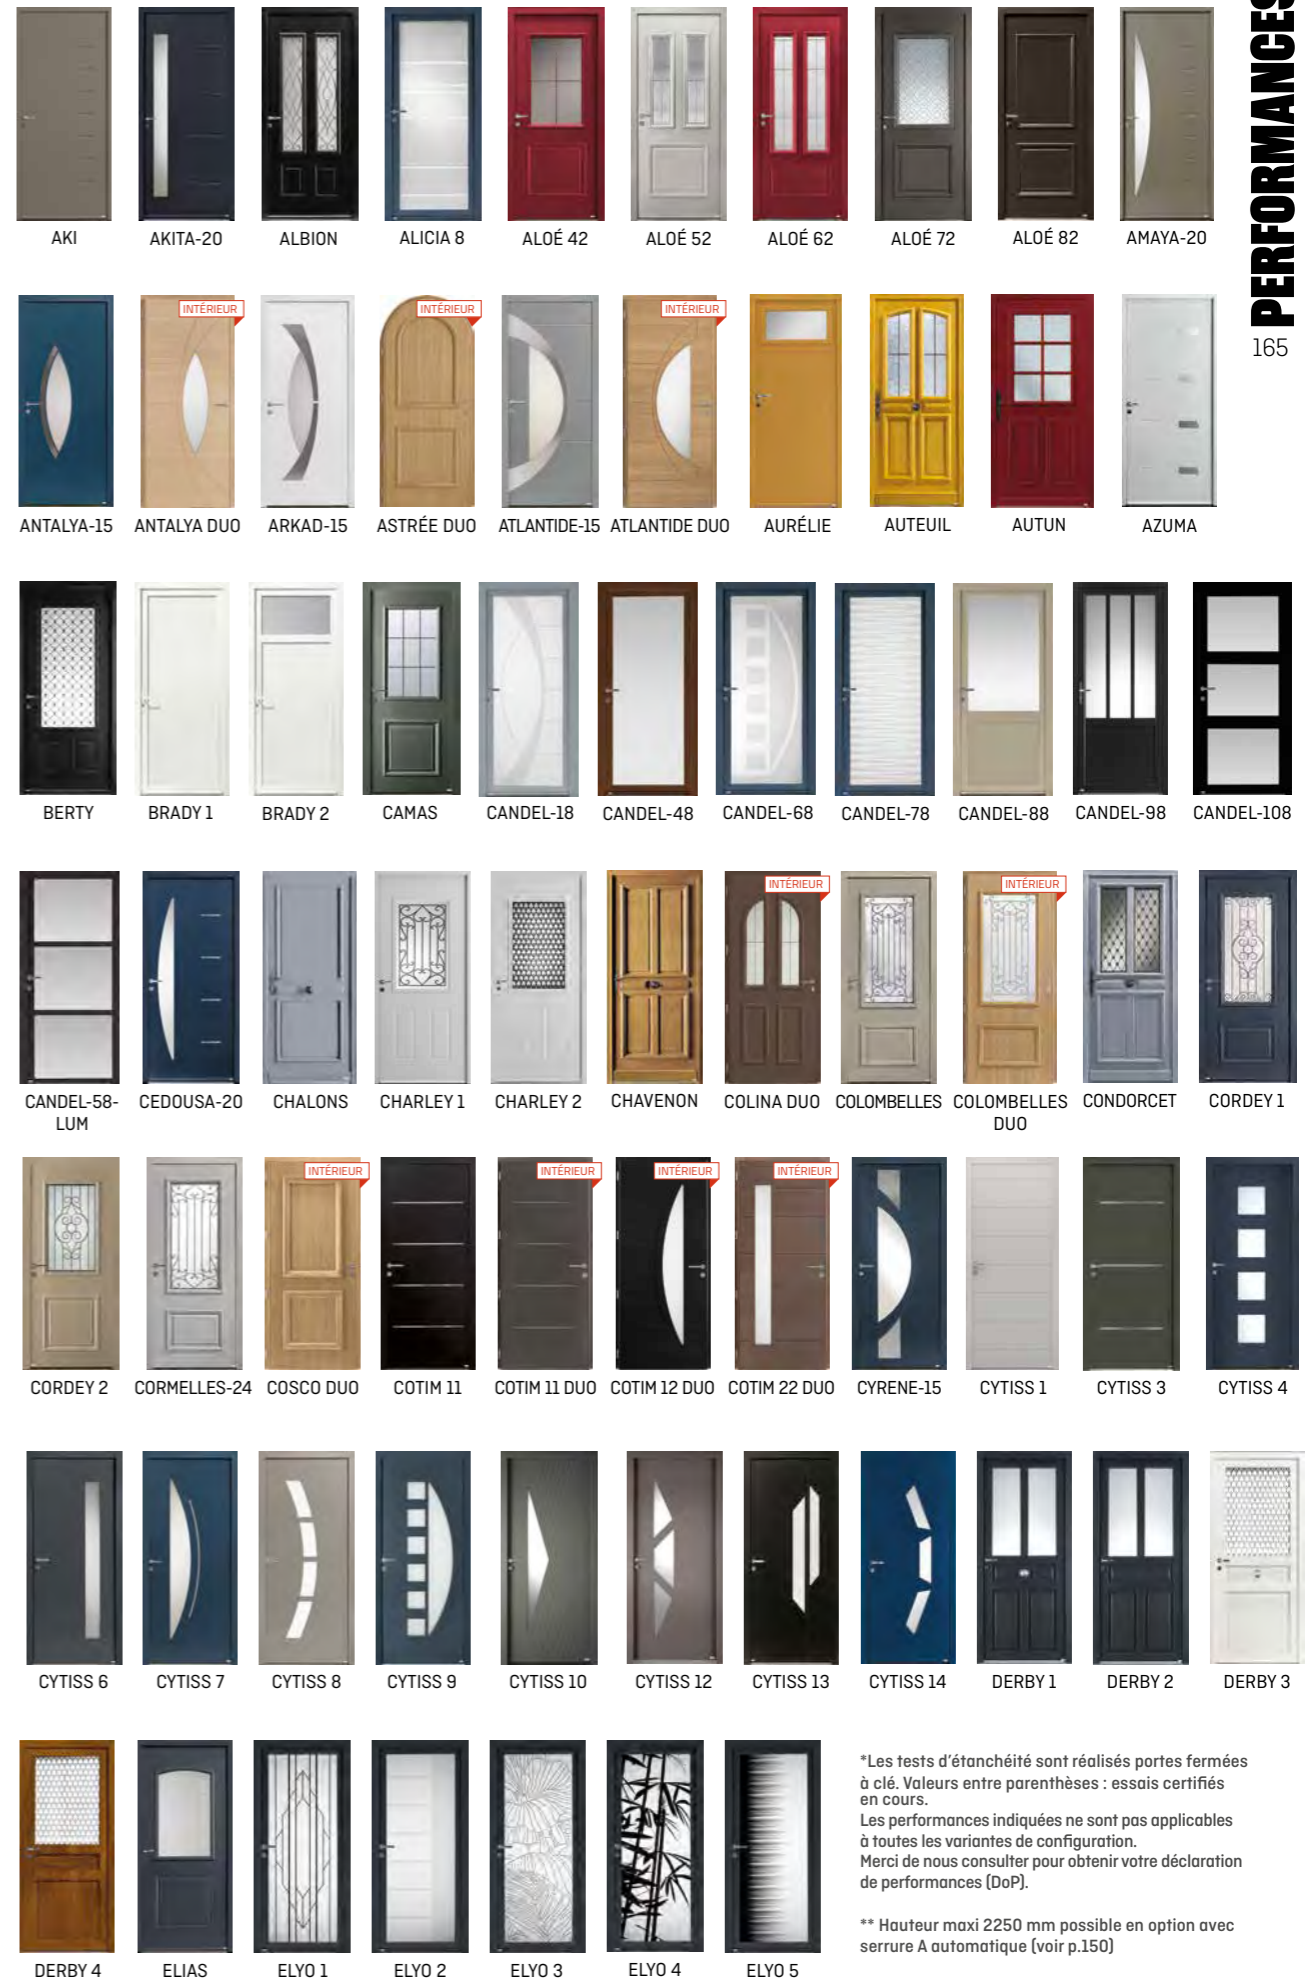 PERFORMANCES
165
AKI
AKITA-20
ALBION
ALICIA 8
ALOÉ 42
ALOÉ 52
ALOÉ 62
ALOÉ 72
ALOÉ 82
AMAYA-20
INTÉRIEUR
INTÉRIEUR
INTÉRIEUR
ANTALYA-15
ANTALYA DUO
ARKAD-15
ASTRÉE DUO
ATLANTIDE-15
ATLANTIDE DUO
AURÉLIE
AUTEUIL
AUTUN
AZUMA
BERTY
BRADY 1
BRADY 2
CAMAS
CANDEL-18
CANDEL-48
CANDEL-68
CANDEL-78
CANDEL-88
CANDEL-98
CANDEL-108
INTÉRIEUR
INTÉRIEUR
CANDEL-58-
LUM
CEDOUSA-20
CHALONS
CHARLEY 1
CHARLEY 2
CHAVENON
COLINA DUO
COLOMBELLES
COLOMBELLES
DUO
CONDORCET
CORDEY 1
INTÉRIEUR
INTÉRIEUR
INTÉRIEUR
INTÉRIEUR
CORDEY 2
CORMELLES-24
COSCO DUO
COTIM 11
COTIM 11 DUO
COTIM 12 DUO
COTIM 22 DUO
CYRENE-15
CYTISS 1
CYTISS 3
CYTISS 4
CYTISS 6
CYTISS 7
CYTISS 8
CYTISS 9
CYTISS 10
CYTISS 12
CYTISS 13
CYTISS 14
DERBY 1
DERBY 2
DERBY 3
DERBY 4
ELIAS
ELYO 1
ELYO 2
ELYO 3
ELYO 4
ELYO 5
*Les tests d'étanchéité sont réalisés portes fermées
à clé. Valeurs entre parenthèses : essais certifiés
en cours.
Les performances indiquées ne sont pas applicables
à toutes les variantes de configuration.
Merci de nous consulter pour obtenir votre déclaration
de performances (DoP).
** Hauteur maxi 2250 mm possible en option avec
serrure A automatique (voir p.150)